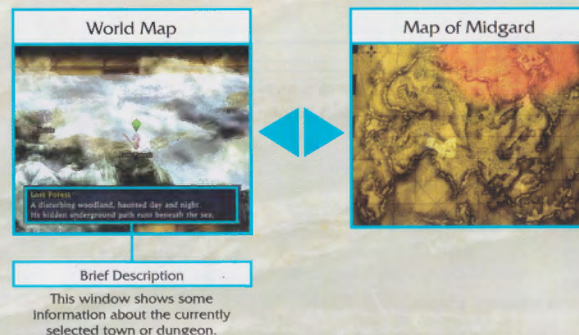 World Map
Map of Midgard
Lost Forest
A disturbing woodland, haunted day and night.
Its hidden underground path runs beneath the sea.
Brief Description
This window shows some
information about the currently
selected town or dungeon.